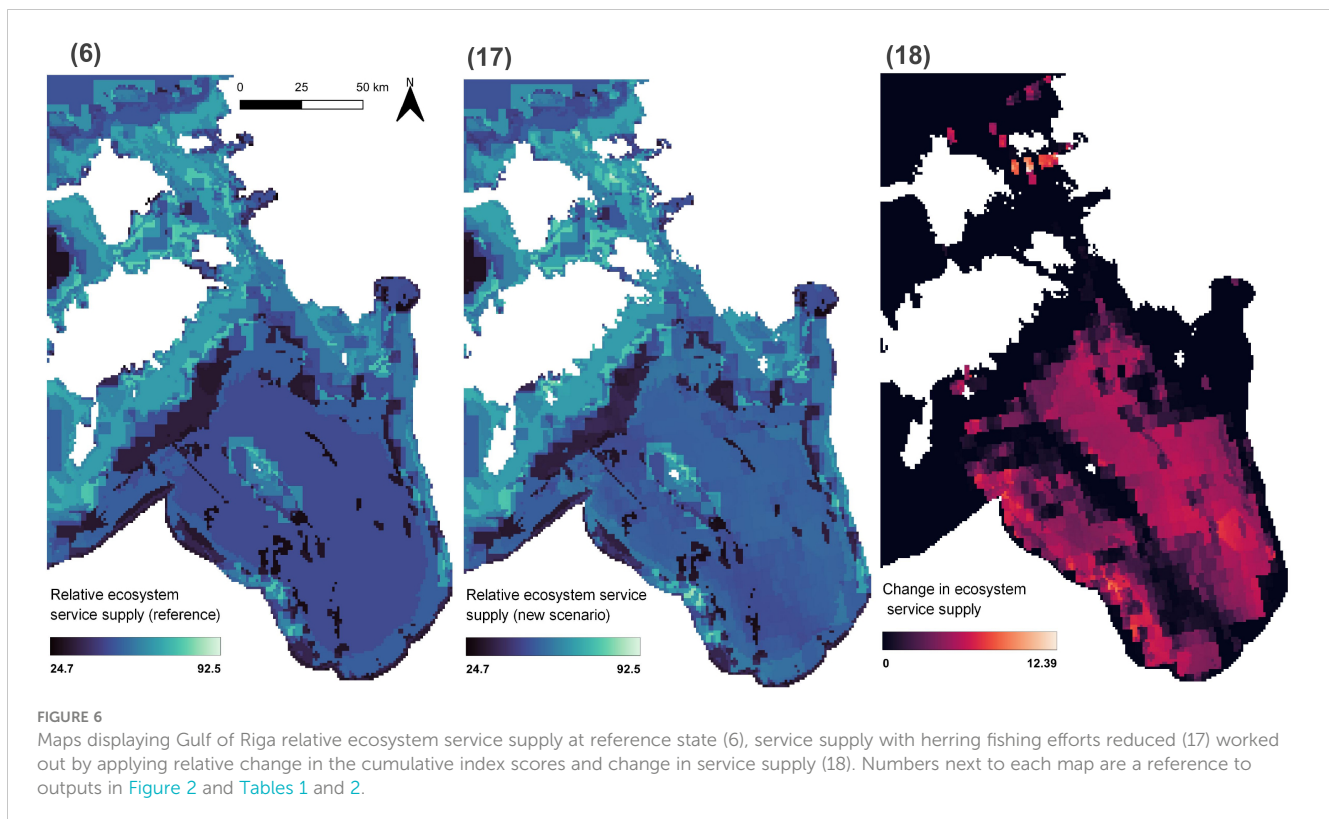 (6)
(17)
(18)
0 25 50 km
N
Relative ecosystem
service supply (reference)
24.7 92.5
Relative ecosystem service
supply (new scenario)
24.7 92.5
Change in ecosystem
service supply
0 12.39
FIGURE 6
Maps displaying Gulf of Riga relative ecosystem service supply at reference state (6), service supply with herring fishing efforts reduced (17) worked
out by applying relative change in the cumulative index scores and change in service supply (18). Numbers next to each map are a reference to
outputs in Figure 2 and Tables 1 and 2.